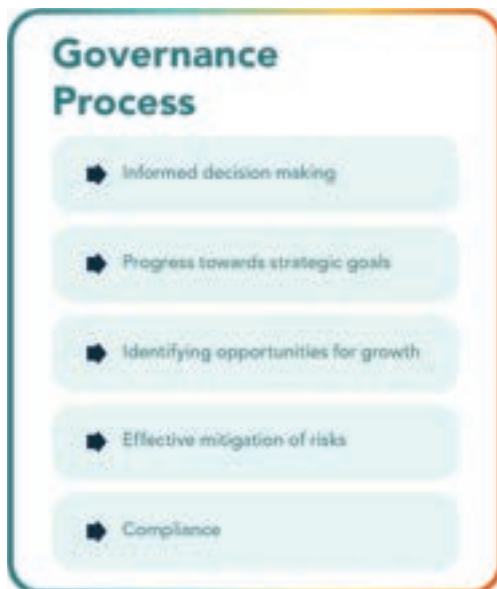 Governance
Process
Informed decision making
Progress towards strategic goals
Identifying opportunities for growth
Effective mitigation of risks
Compliance